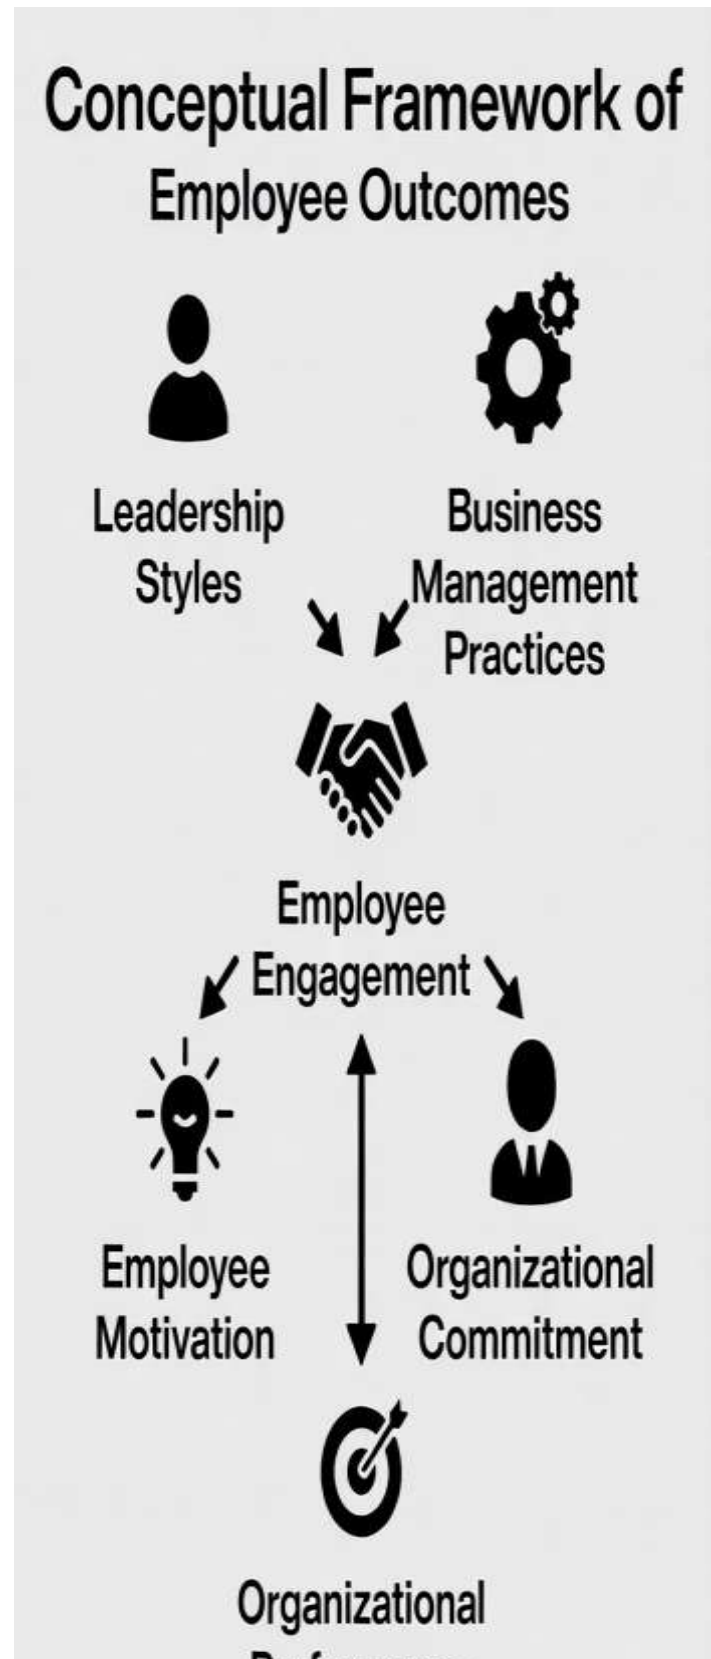 Conceptual Framework of
Employee Outcomes
Leadership
Styles
Business
Management
Practices
Employee
Engagement
Employee
Motivation
Organizational
Commitment
Organizational